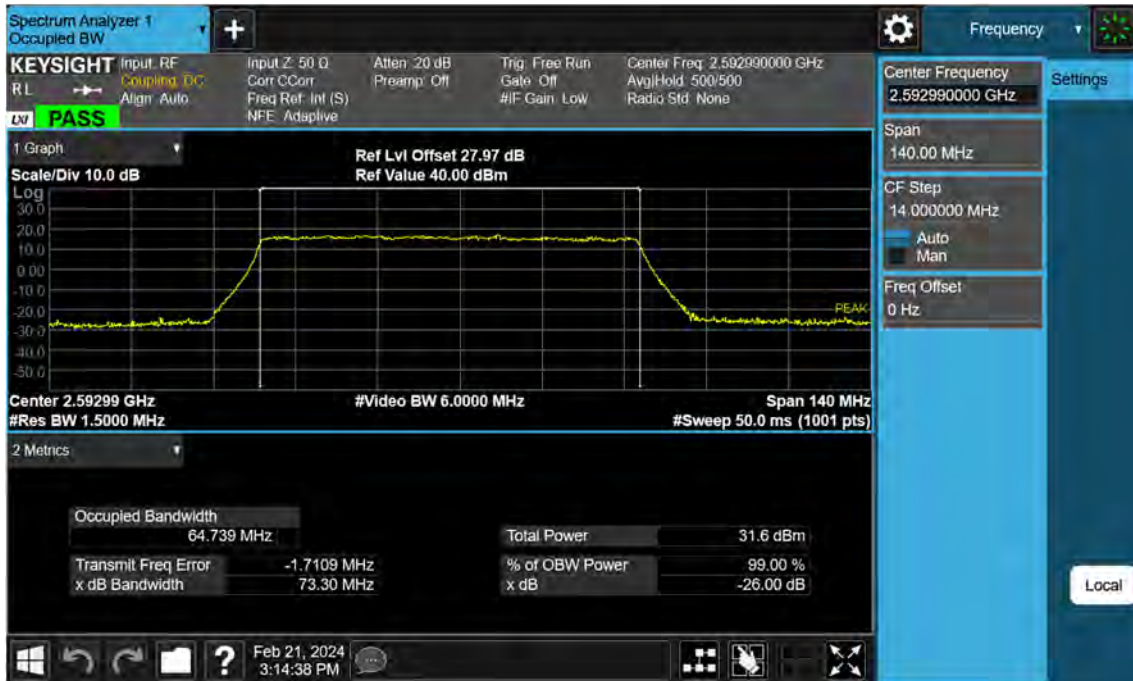 Spectrum Analyzer 1
Occupied BW
+
Frequency
KEYSIGHT
RL
LXI
PASS
Input: RF
Coupling: DC
Align: Auto
Input Z: 50 Ω
Corr CCorr
Freq Ref: Int (S)
NFE: Adaptive
Atten: 20 dB
Preamp: Off
Trig: Free Run
Gate: Off
#IF Gain: Low
Center Freq: 2.592990000 GHz
Avg|Hold: 500/500
Radio Std: None
Center Frequency
2.592990000 GHz
Settings
Span
140.00 MHz
CF Step
14.000000 MHz
Auto
Man
Freq Offset
0 Hz
1 Graph
Scale/Div 10.0 dB
Ref Lvl Offset 27.97 dB
Ref Value 40.00 dBm
Log
30.0
20.0
10.0
0.00
-10.0
-20.0
-30.0
-40.0
-50.0
PEAK
Center 2.59299 GHz
#Video BW 6.0000 MHz
Span 140 MHz
#Res BW 1.5000 MHz
#Sweep 50.0 ms (1001 pts)
2 Metrics
Occupied Bandwidth
64.739 MHz
Transmit Freq Error -1.7109 MHz
x dB Bandwidth 73.30 MHz
Total Power 31.6 dBm
% of OBW Power 99.00 %
x dB -26.00 dB
Local
?
Feb 21, 2024
3:14:38 PM